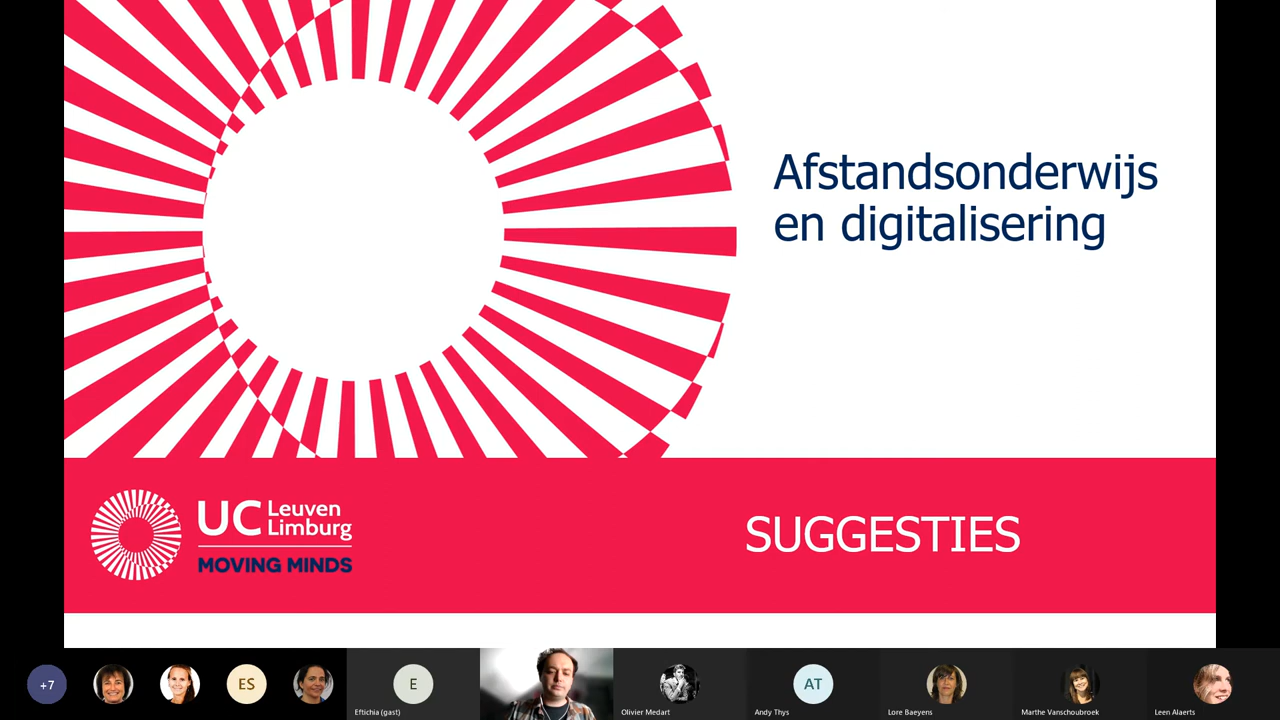 Afstandsonderwijs
en digitalisering
UC Leuven
Limburg
MOVING MINDS
SUGGESTIES
+7
ES
E
Eftichia (gast)
Olivier Medart
AT
Andy Thys
Lore Baeyens
Marthe Vanschoubroek
Leen Alaerts